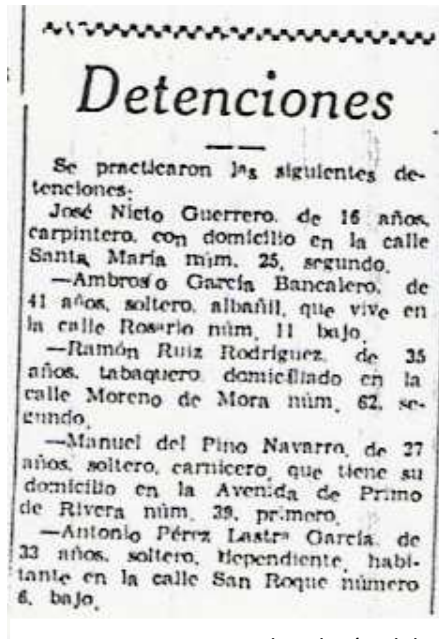 Detenciones
Se practicaron las siguientes de-
tenciones:
José Nieto Guerrero, de 16 años,
carpintero, con domicilio en la calle
Santa María núm. 25, segundo.
—Ambrosio García Bancalero, de
41 años, soltero, albañil, que vive en
la calle Rosario núm. 11 bajo.
—Ramón Ruiz Rodríguez, de 35
años, tabaquero, domiciliado en la
calle Moreno de Mora núm. 62, se-
gundo.
—Manuel del Pino Navarro, de 27
años, soltero, carnicero, que tiene su
domicilio en la Avenida de Primo
de Rivera núm. 39, primero.
—Antonio Pérez Lastra García, de
33 años, soltero, dependiente, habi-
tante en la calle San Roque número
6, bajo.